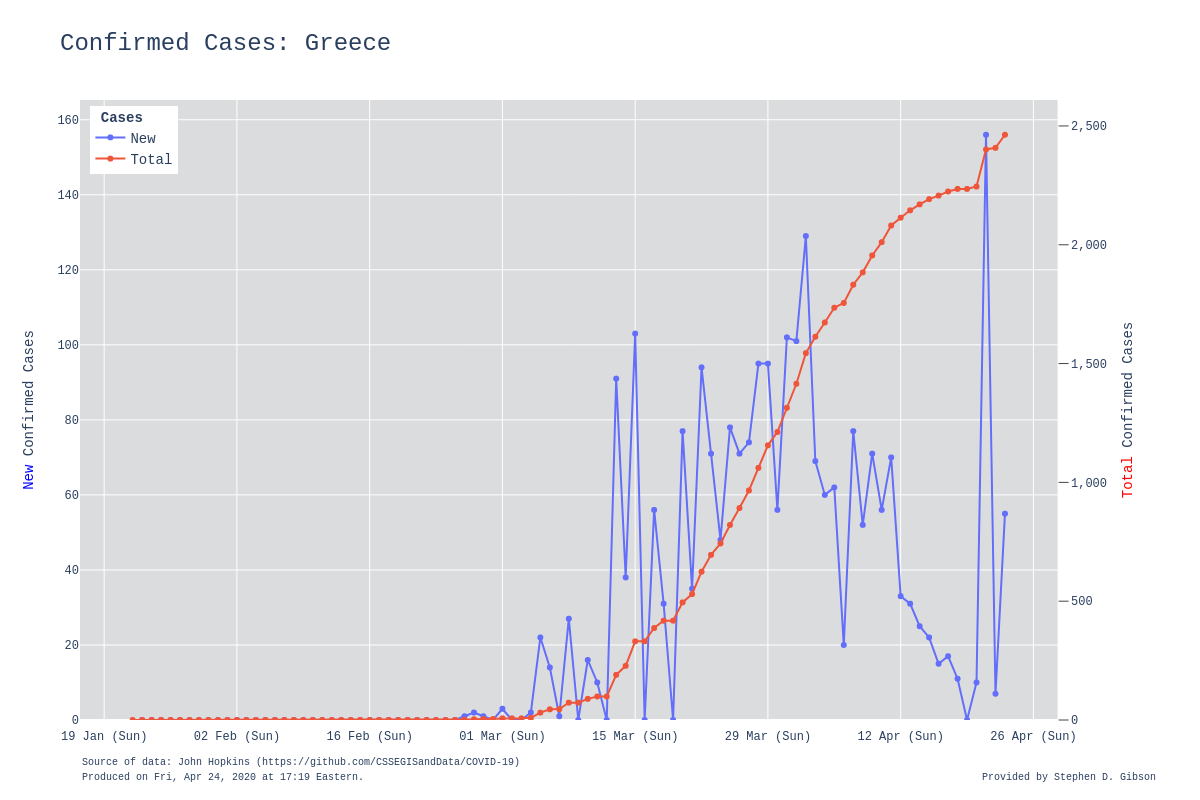 Confirmed Cases: Greece
Cases
New
Total
160
140
120
100
80
60
40
20
0
2,500
2,000
1,500
1,000
500
0
New Confirmed Cases
Total Confirmed Cases
19 Jan (Sun)
02 Feb (Sun)
16 Feb (Sun)
01 Mar (Sun)
15 Mar (Sun)
29 Mar (Sun)
12 Apr (Sun)
26 Apr (Sun)
Source of data: John Hopkins (https://github.com/CSSEGISandData/COVID-19)
Produced on Fri, Apr 24, 2020 at 17:19 Eastern.
Provided by Stephen D. Gibson